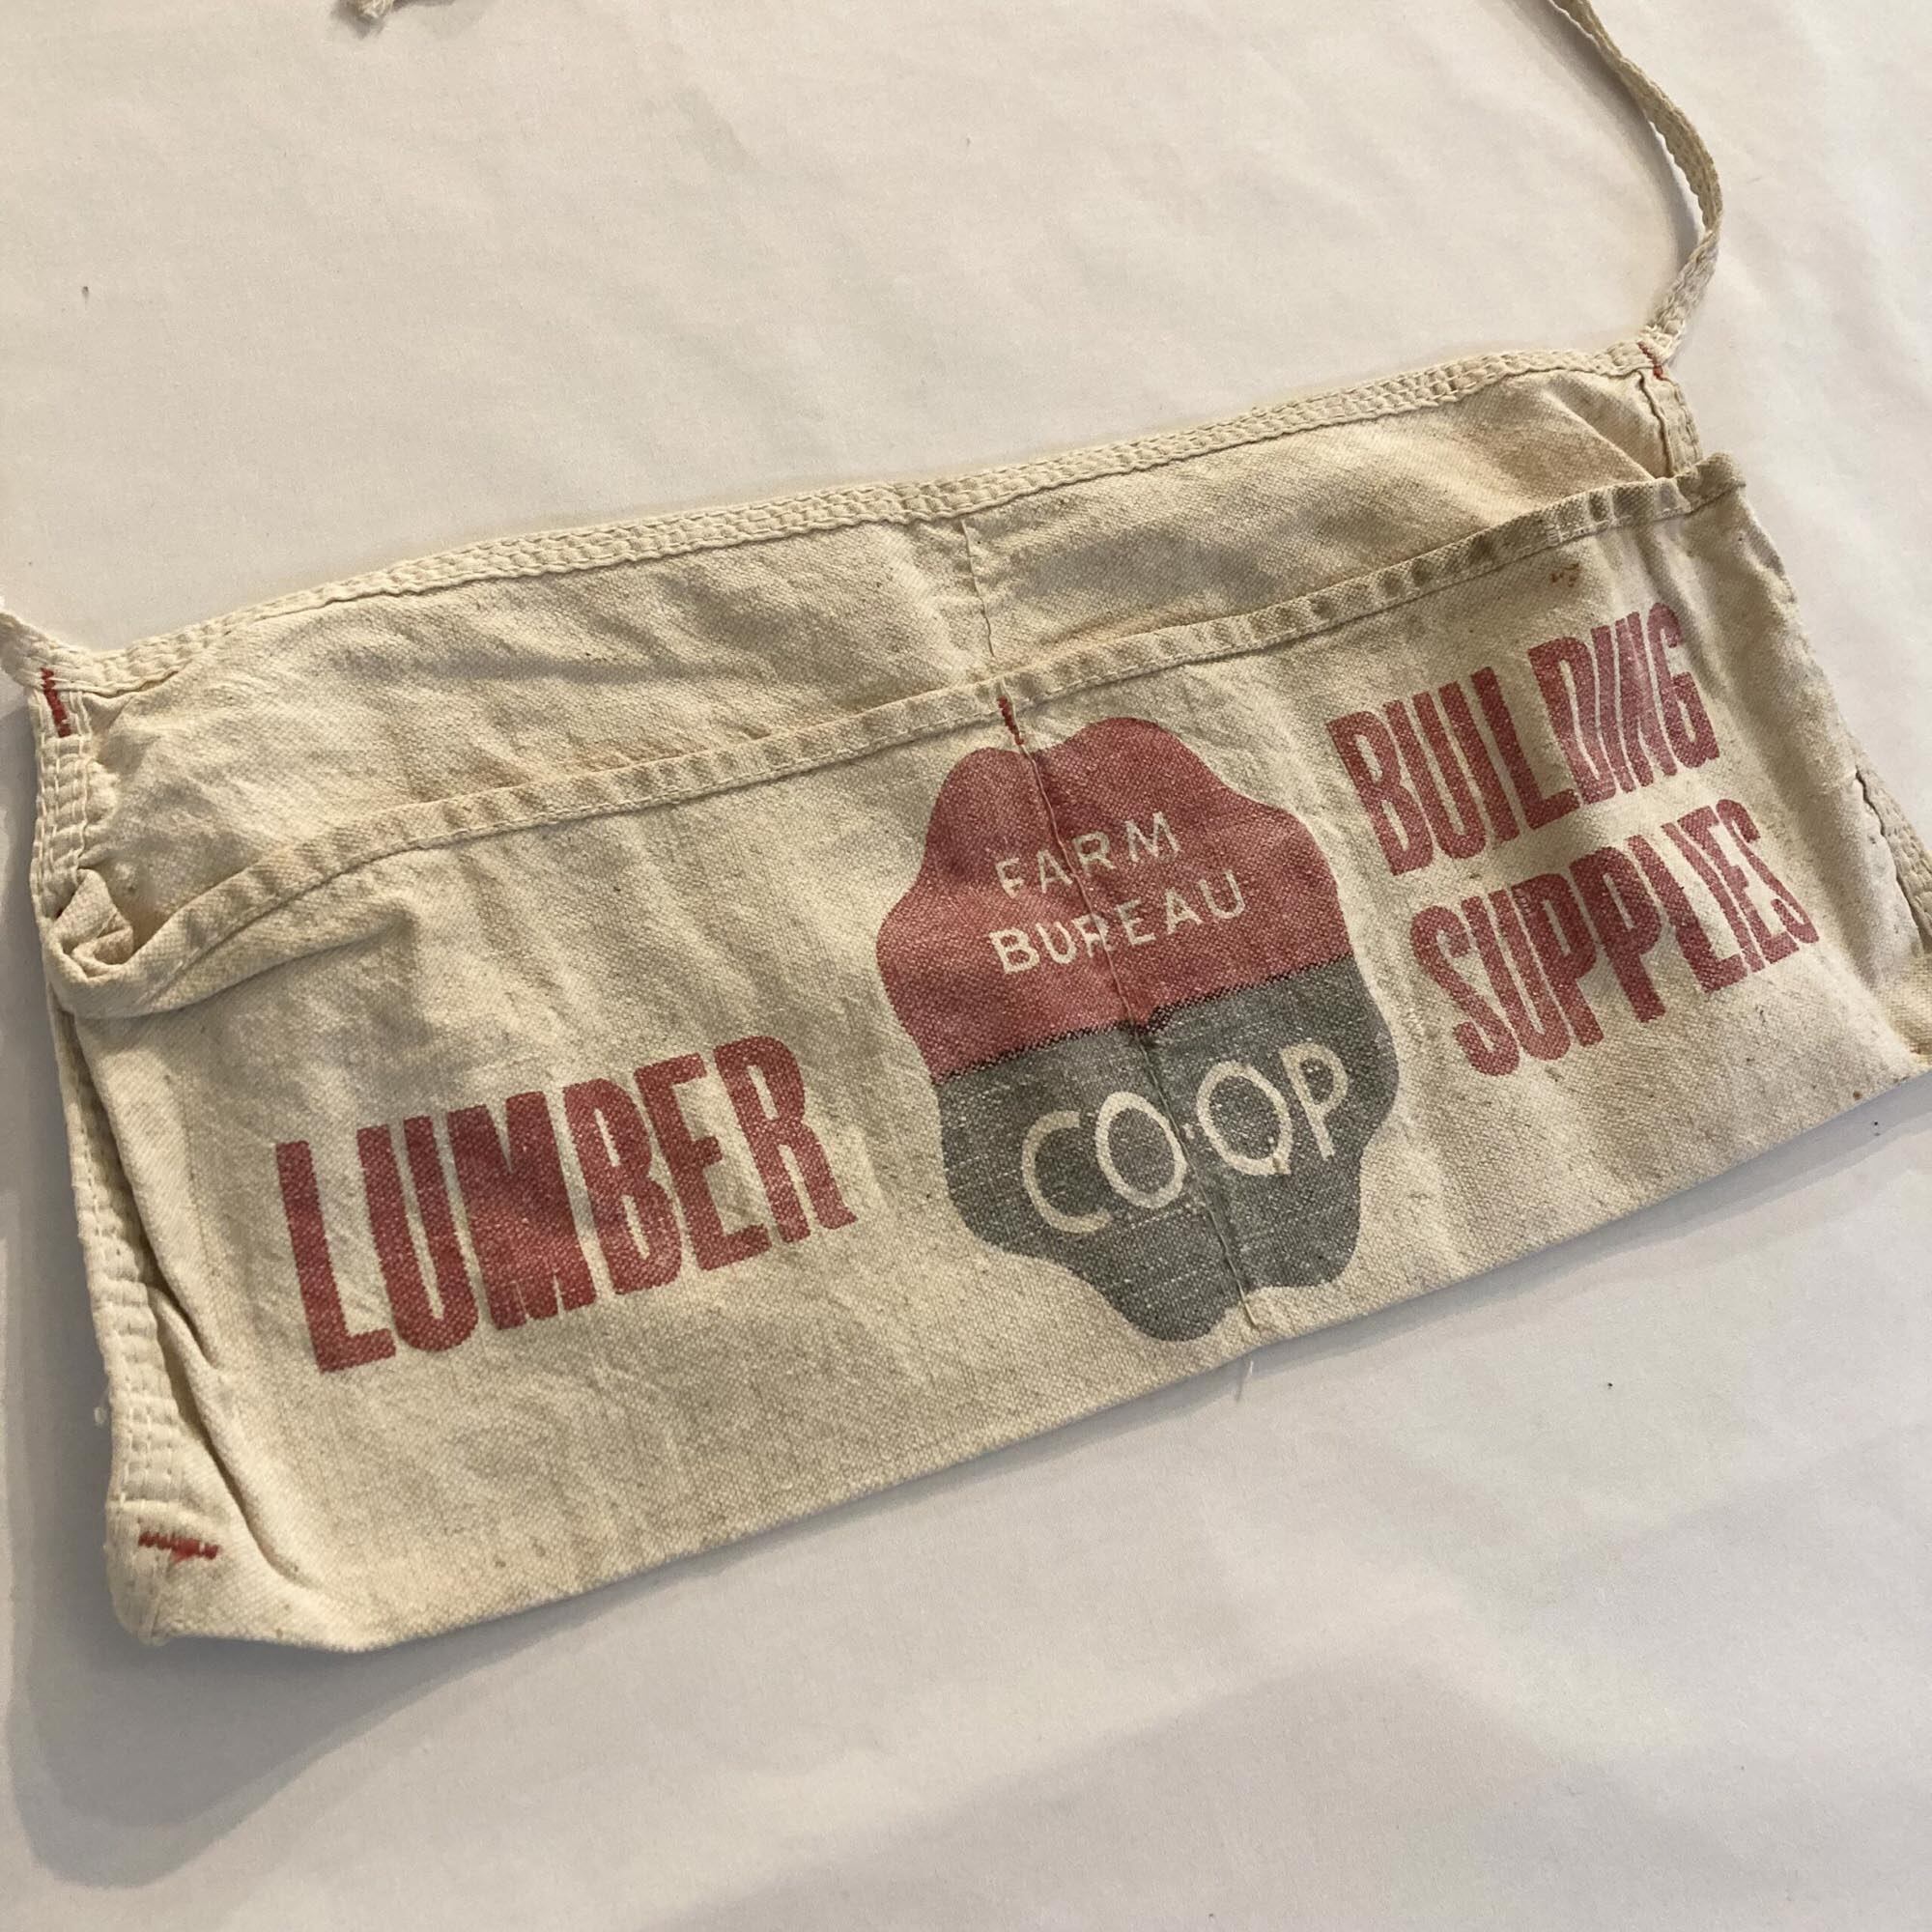 LUMBER
FARM
BUREAU
CO·OP
BUILDING
SUPPLIES